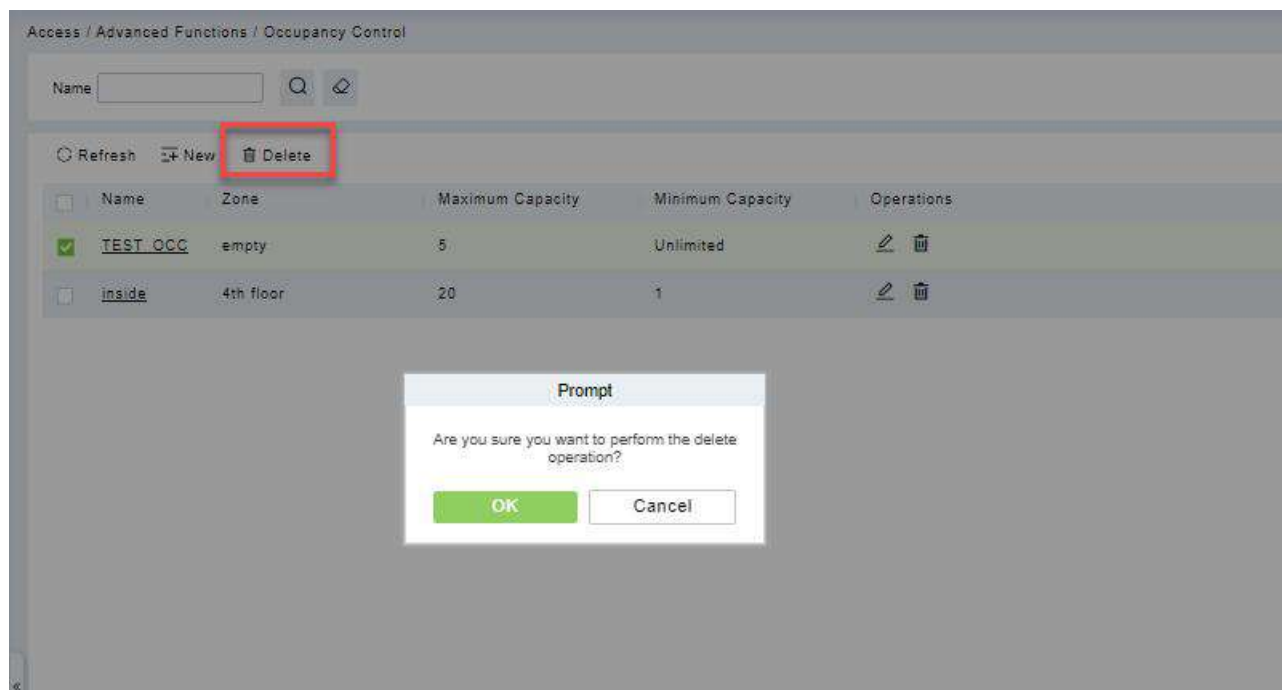 Access / Advanced Functions / Occupancy Control
Name
Refresh New Delete
Name Zone Maximum Capacity Minimum Capacity Operations
TEST_OCC empty 5 Unlimited
inside 4th floor 20 1
Prompt
Are you sure you want to perform the delete
operation?
OK Cancel